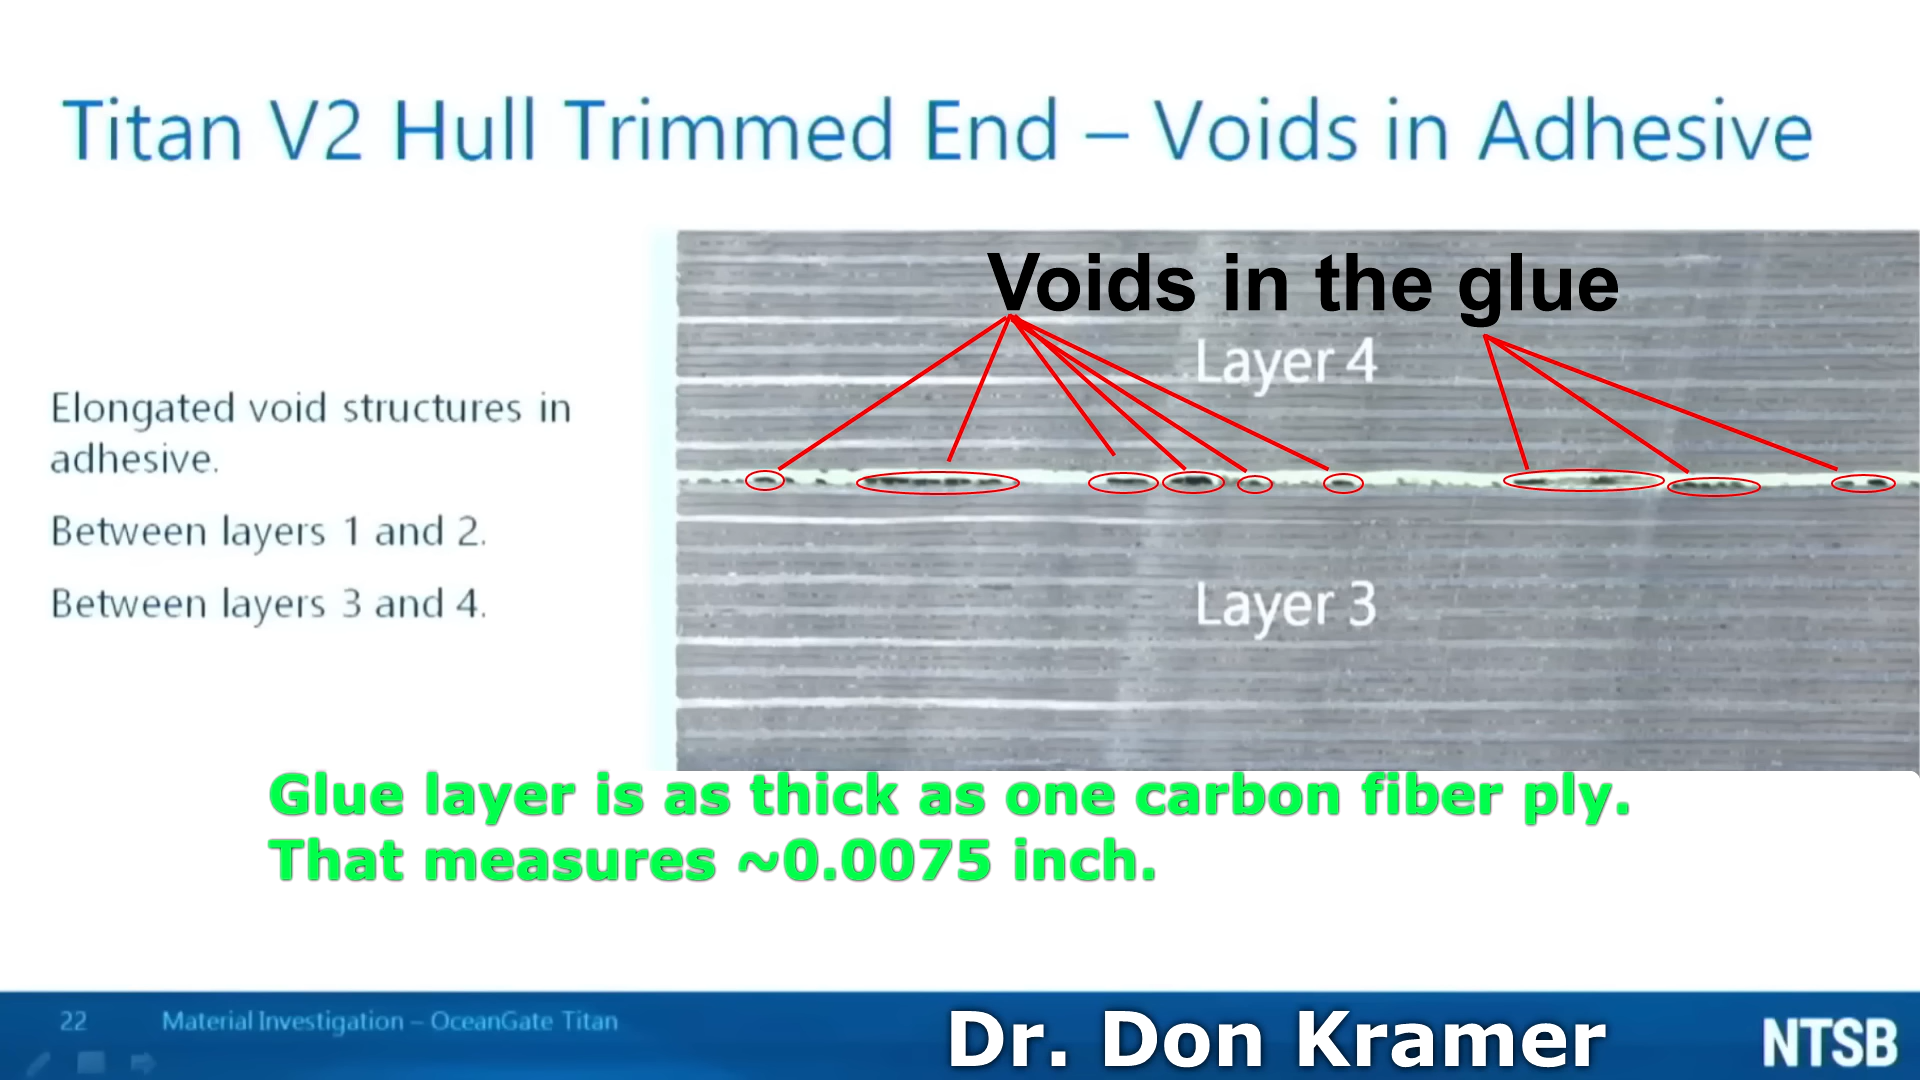 Titan V2 Hull Trimmed End – Voids in Adhesive
Voids in the glue
Layer 4
Elongated void structures in
adhesive.
Between layers 1 and 2.
Between layers 3 and 4.
Layer 3
Glue layer is as thick as one carbon fiber ply.
That measures ~0.0075 inch.
22 Material Investigation – OceanGate Titan
Dr. Don Kramer
NTSB